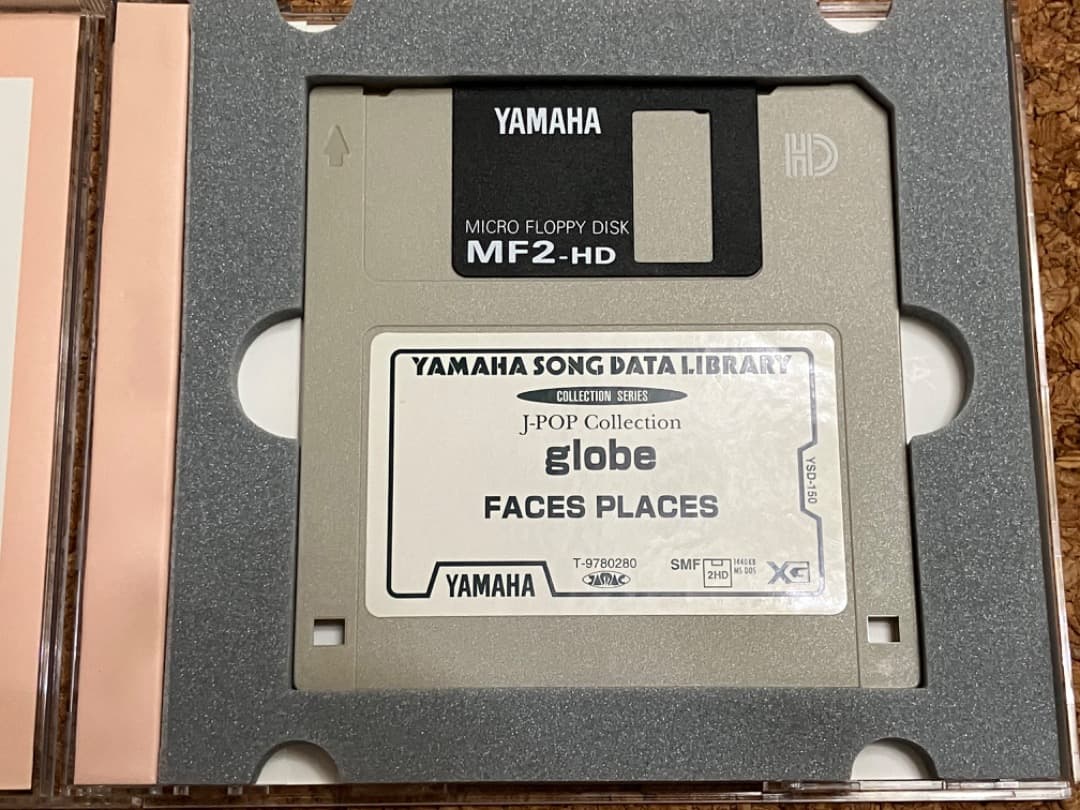 YAMAHA
HD
MICRO FLOPPY DISK
MF2-HD
YAMAHA SONG DATA LIBRARY
COLLECTION SERIES
J-POP Collection
globe
FACES PLACES
YSD-150
YAMAHA
T-9780280
JASRAC
SMF
2HD
1440KB
MS DOS
XG